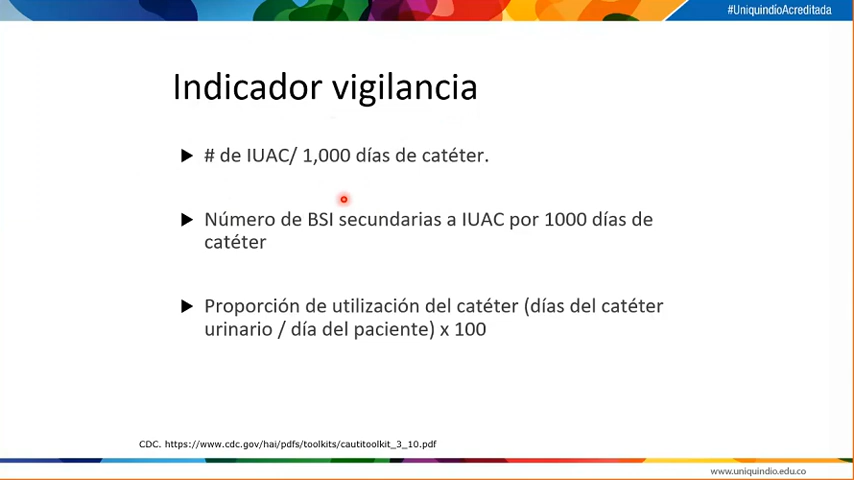 #UniquindíoAcreditada
Indicador vigilancia
# de IUAC/ 1,000 días de catéter.
Número de BSI secundarias a IUAC por 1000 días de
catéter
Proporción de utilización del catéter (días del catéter
urinario / día del paciente) x 100
CDC. https://www.cdc.gov/hai/pdfs/toolkits/cautitoolkit_3_10.pdf
www.uniquindio.edu.co